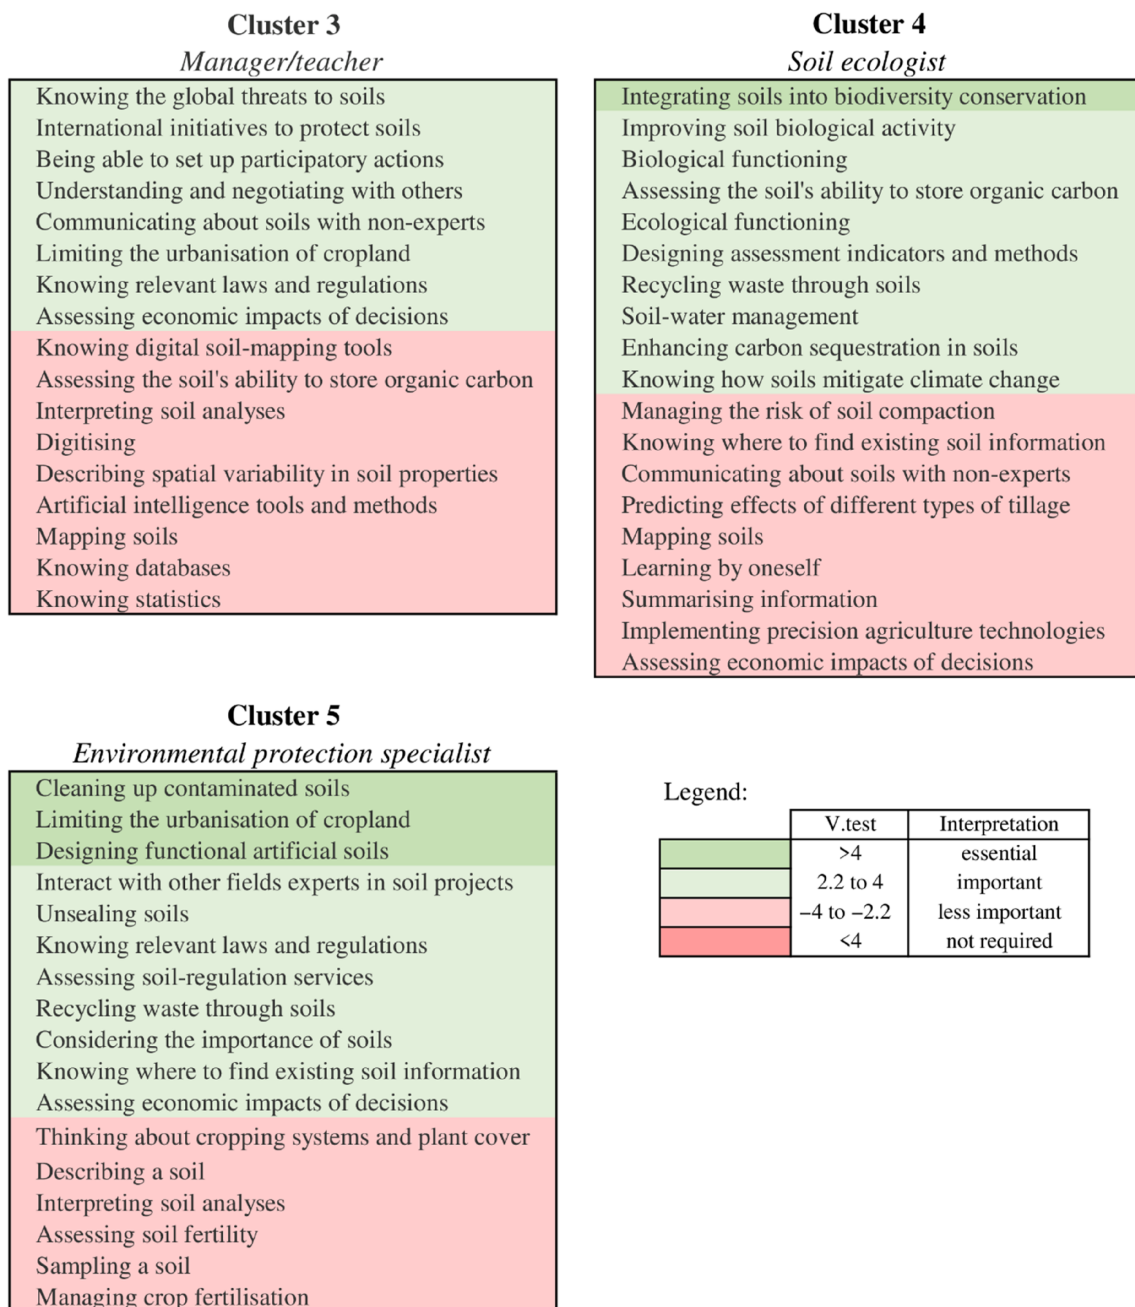 Cluster 3
Manager/teacher
Knowing the global threats to soils
International initiatives to protect soils
Being able to set up participatory actions
Understanding and negotiating with others
Communicating about soils with non-experts
Limiting the urbanisation of cropland
Knowing relevant laws and regulations
Assessing economic impacts of decisions
Knowing digital soil-mapping tools
Assessing the soil's ability to store organic carbon
Interpreting soil analyses
Digitising
Describing spatial variability in soil properties
Artificial intelligence tools and methods
Mapping soils
Knowing databases
Knowing statistics
Cluster 4
Soil ecologist
Integrating soils into biodiversity conservation
Improving soil biological activity
Biological functioning
Assessing the soil's ability to store organic carbon
Ecological functioning
Designing assessment indicators and methods
Recycling waste through soils
Soil-water management
Enhancing carbon sequestration in soils
Knowing how soils mitigate climate change
Managing the risk of soil compaction
Knowing where to find existing soil information
Communicating about soils with non-experts
Predicting effects of different types of tillage
Mapping soils
Learning by oneself
Summarising information
Implementing precision agriculture technologies
Assessing economic impacts of decisions
Cluster 5
Environmental protection specialist
Cleaning up contaminated soils
Limiting the urbanisation of cropland
Designing functional artificial soils
Interact with other fields experts in soil projects
Unsealing soils
Knowing relevant laws and regulations
Assessing soil-regulation services
Recycling waste through soils
Considering the importance of soils
Knowing where to find existing soil information
Assessing economic impacts of decisions
Thinking about cropping systems and plant cover
Describing a soil
Interpreting soil analyses
Assessing soil fertility
Sampling a soil
Managing crop fertilisation
Legend:
V.test Interpretation
>4 essential
2.2 to 4 important
−4 to −2.2 less important
<4 not required